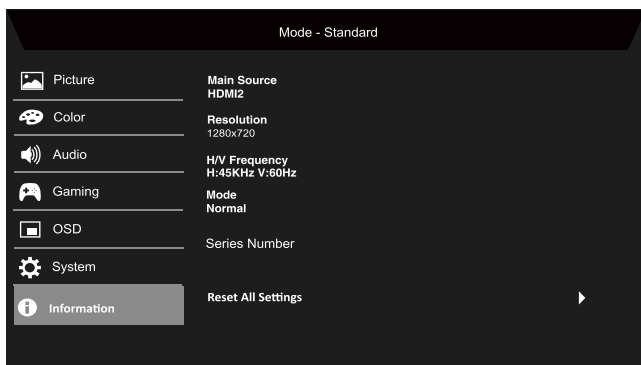 Mode - Standard
Picture
Color
Audio
Gaming
OSD
System
Information
Main Source
HDMI2
Resolution
1280x720
H/V Frequency
H:45KHz V:60Hz
Mode
Normal
Series Number
Reset All Settings